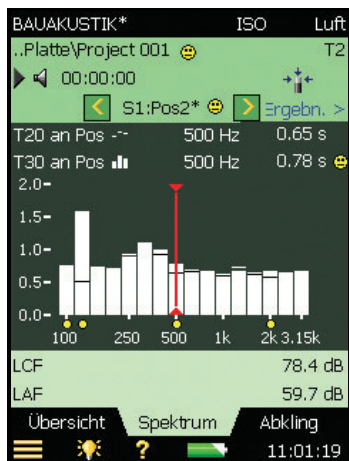 BAUAKUSTIK* ISO Luft
..Platte\Project 001 T2
00:00:00
< S1:Pos2* > Ergebn. >
T20 an Pos 500 Hz 0.65 s
T30 an Pos 500 Hz 0.78 s
2.0-
1.5-
1.0-
0.5-
0.0-
100 250 500 1k 2k 3.15k
LCF 78.4 dB
LAF 59.7 dB
Übersicht Spektrum Abkling
? 11:01:19